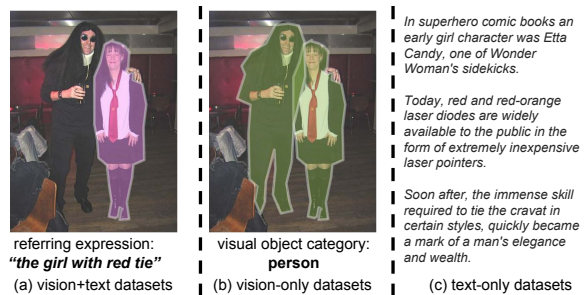 referring expression:
"the girl with red tie"
(a) vision+text datasets
visual object category:
person
(b) vision-only datasets
In superhero comic books an
early girl character was Etta
Candy, one of Wonder
Woman's sidekicks.
Today, red and red-orange
laser diodes are widely
available to the public in the
form of extremely inexpensive
laser pointers.
Soon after, the immense skill
required to tie the cravat in
certain styles, quickly became
a mark of a man's elegance
and wealth.
(c) text-only datasets